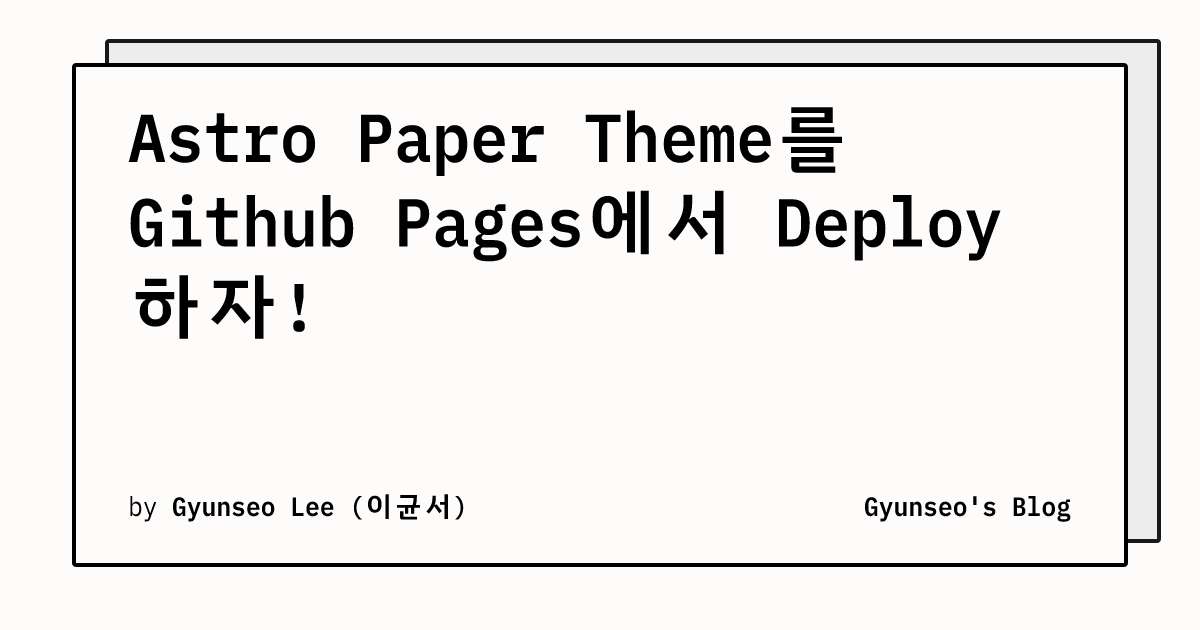 Astro Paper Theme를
Github Pages에서 Deploy
하자!
by Gyunseo Lee (이균서)
Gyunseo's Blog